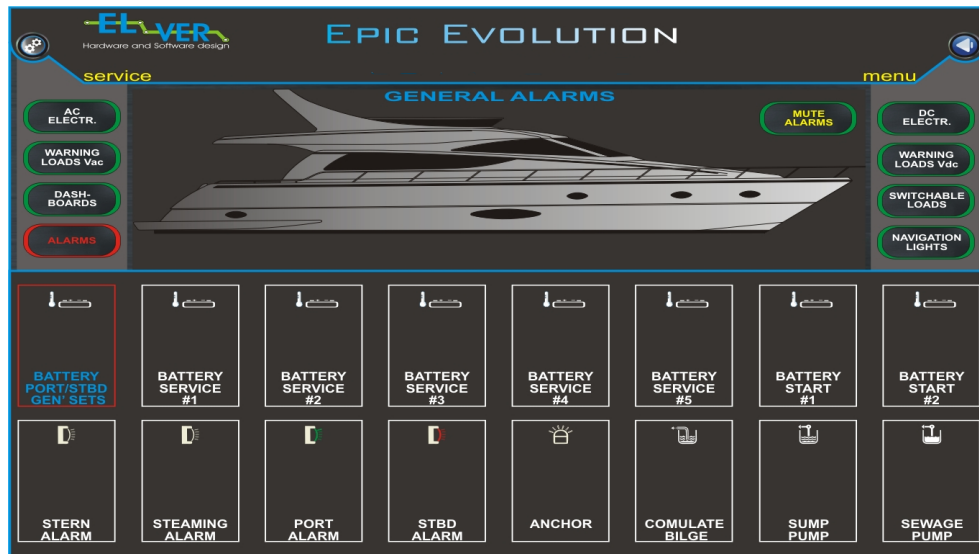 ELVER
Hardware and Software design
EPIC EVOLUTION
service
menu
GENERAL ALARMS
AC
ELECTR.
WARNING
LOADS Vac
DASH-
BOARDS
ALARMS
MUTE
ALARMS
DC
ELECTR.
WARNING
LOADS Vdc
SWITCHABLE
LOADS
NAVIGATION
LIGHTS
BATTERY
PORT/STBD
GEN' SETS
BATTERY
SERVICE
#1
BATTERY
SERVICE
#2
BATTERY
SERVICE
#3
BATTERY
SERVICE
#4
BATTERY
SERVICE
#5
BATTERY
START
#1
BATTERY
START
#2
STERN
ALARM
STEAMING
ALARM
PORT
ALARM
STBD
ALARM
ANCHOR
COMULATE
BILGE
SUMP
PUMP
SEWAGE
PUMP